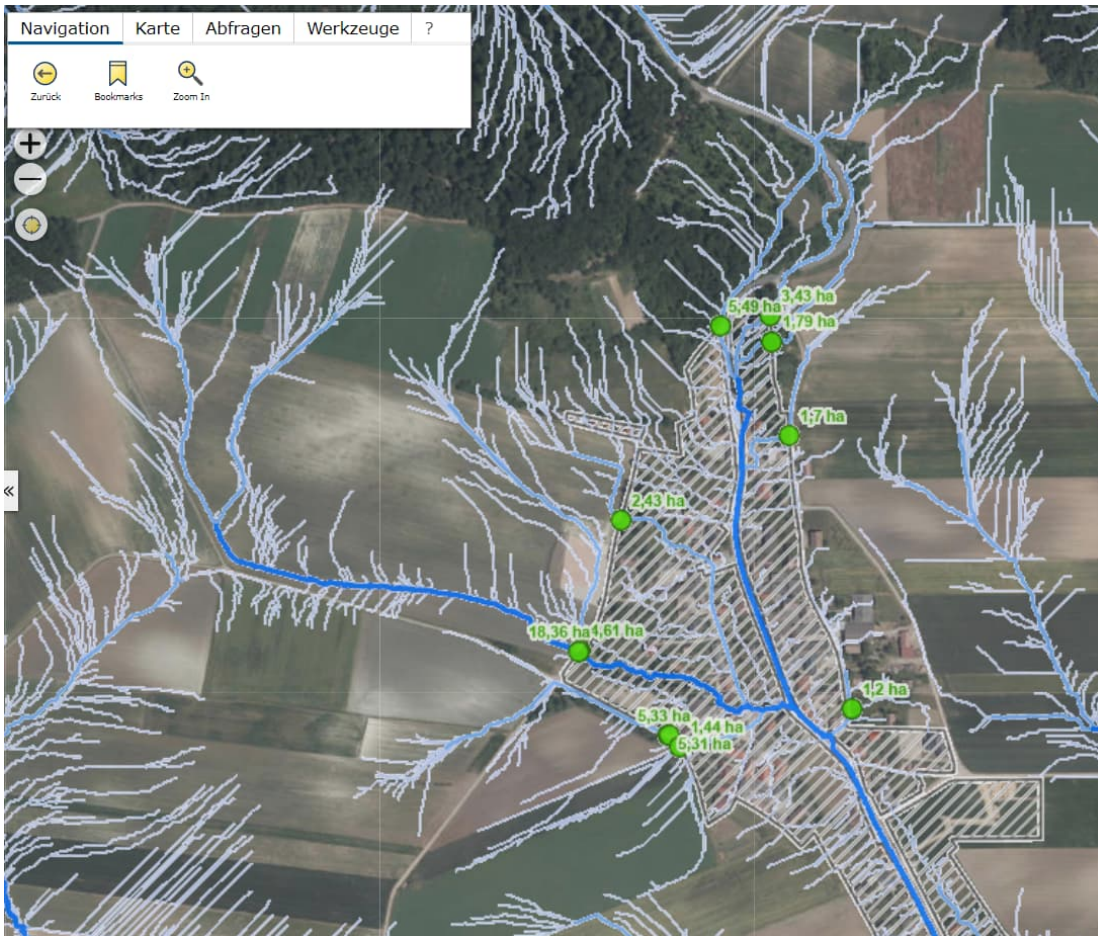 Navigation Karte Abfragen Werkzeuge ?
Zurück Bookmarks Zoom In
«
3,43 ha
5,49 ha
1,79 ha
1,7 ha
2,43 ha
18,36 ha 4,61 ha
1,2 ha
5,33 ha
1,44 ha
5,31 ha